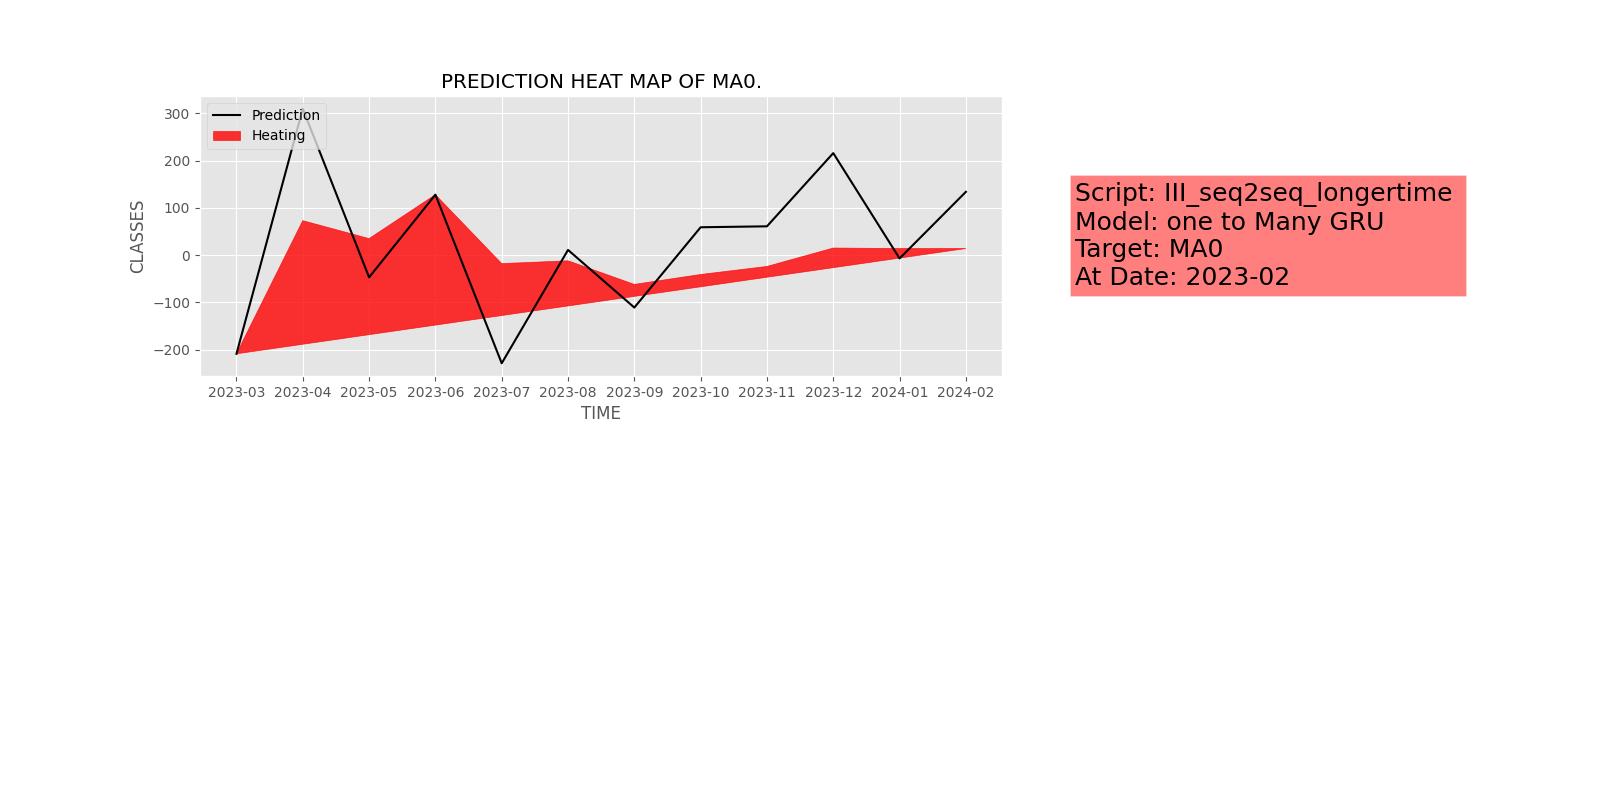 PREDICTION HEAT MAP OF MA0.
Prediction
Heating
300
200
100
0
−100
−200
CLASSES
2023-03 2023-04 2023-05 2023-06 2023-07 2023-08 2023-09 2023-10 2023-11 2023-12 2024-01 2024-02
TIME
Script: III_seq2seq_longertime
Model: one to Many GRU
Target: MA0
At Date: 2023-02